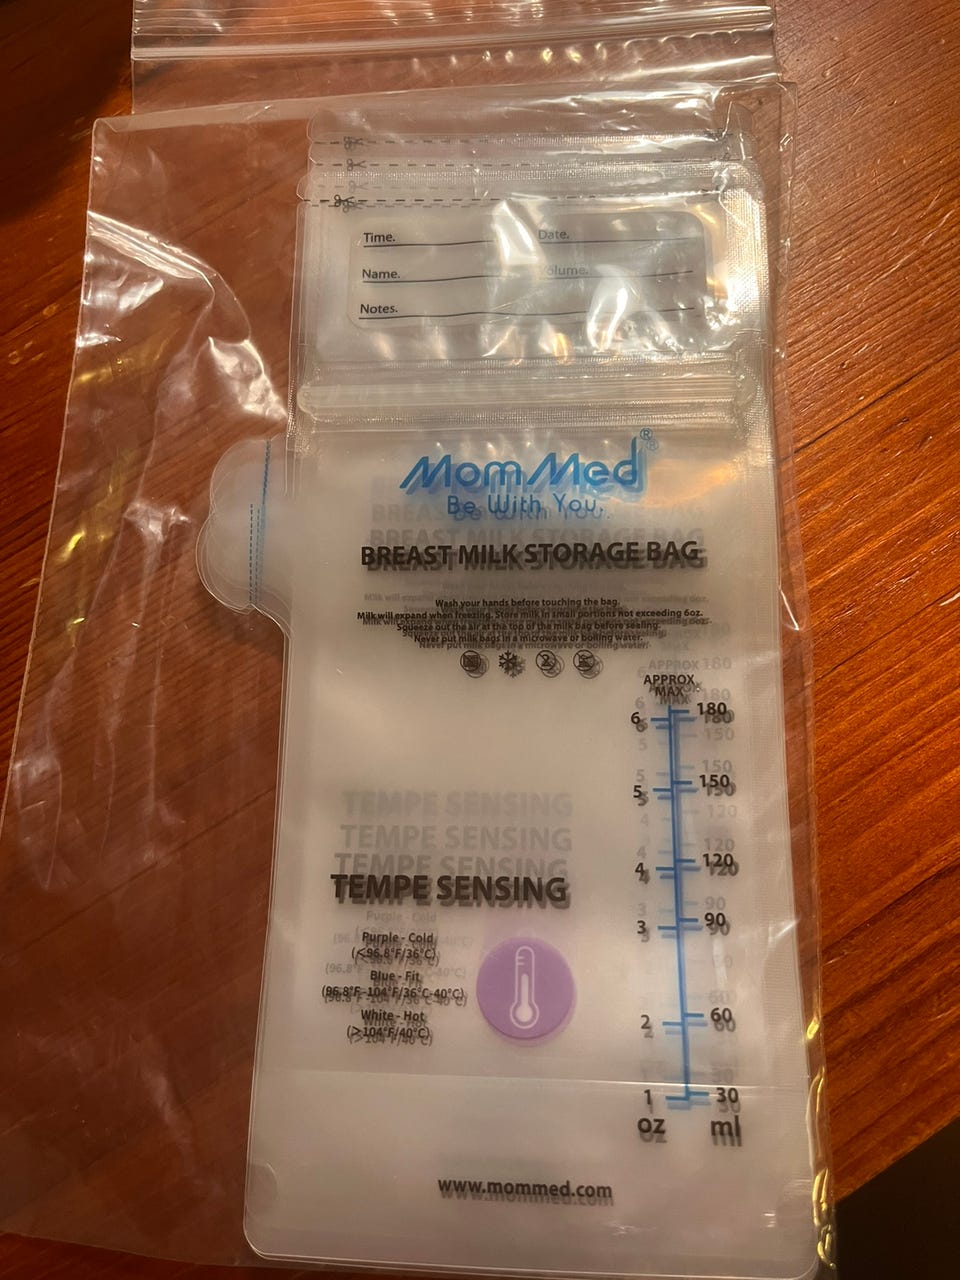 Time. Date.
Name. Volume.
Notes.
MomMed®
Be With You.
BREAST MILK STORAGE BAG
Wash your hands before touching the bag.
Milk will expand when freezing. Store milk in small portions not exceeding 6oz.
Squeeze out the air at the top of the milk bag before sealing.
Never put milk bags in a microwave or boiling water.
2
APPROX
MAX
6 180
5 150
4 120
3 90
2 60
1 30
oz ml
TEMPE SENSING
Purple - Cold
(<96.8°F/36°C)
Blue - Fit
(96.8°F-104°F/36°C-40°C)
White - Hot
(>104°F/40°C)
www.mommed.com